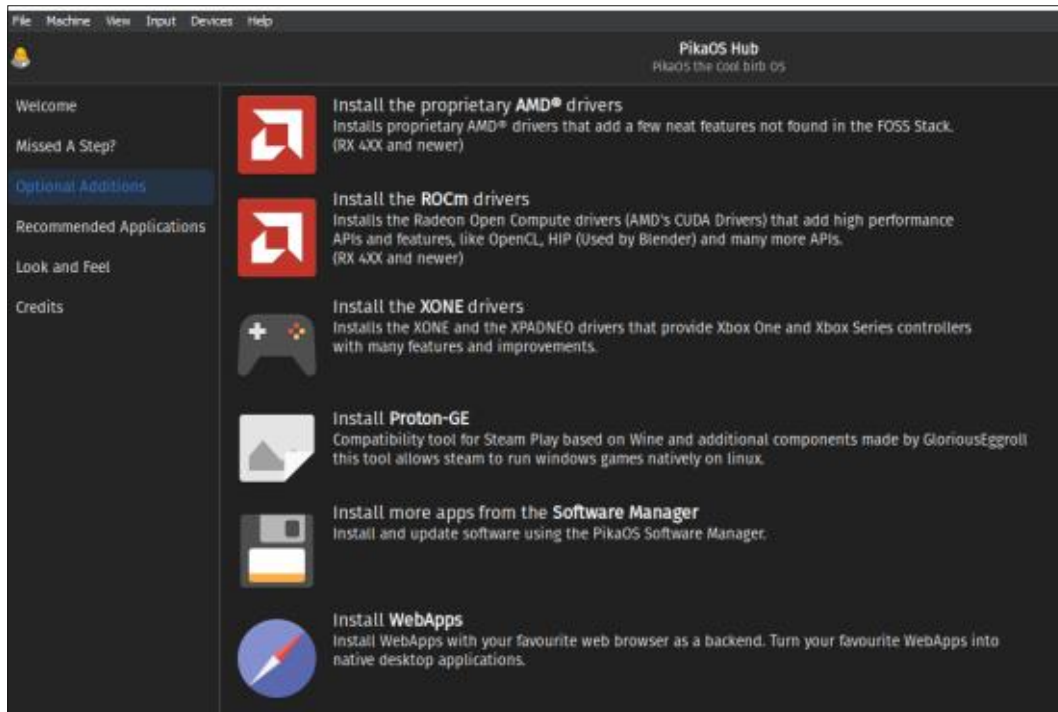 File Machine View Input Devices Help
PikaOS Hub
PikaOS the Cool birb OS
Welcome
Missed A Step?
Optional Additions
Recommended Applications
Look and Feel
Credits
Install the proprietary AMD® drivers
Installs proprietary AMD® drivers that add a few neat features not found in the FOSS Stack.
(RX 4XX and newer)
Install the ROCm drivers
Installs the Radeon Open Compute drivers (AMD's CUDA Drivers) that add high performance
APIs and features, like OpenCL, HIP (Used by Blender) and many more APIs.
(RX 4XX and newer)
Install the XONE drivers
Installs the XONE and the XPADNEO drivers that provide Xbox One and Xbox Series controllers
with many features and improvements.
Install Proton-GE
Compatibility tool for Steam Play based on Wine and additional components made by GloriousEggroll
this tool allows steam to run windows games natively on linux.
Install more apps from the Software Manager
Install and update software using the PikaOS Software Manager.
Install WebApps
Install WebApps with your favourite web browser as a backend. Turn your favourite WebApps into
native desktop applications.